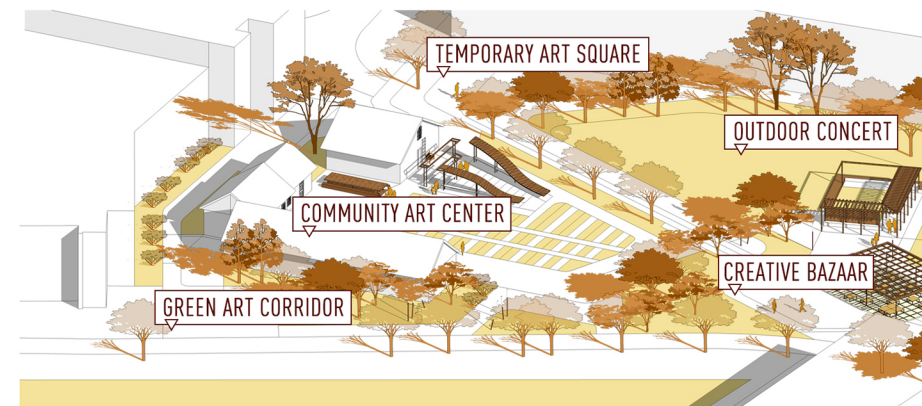 TEMPORARY ART SQUARE
OUTDOOR CONCERT
COMMUNITY ART CENTER
CREATIVE BAZAAR
GREEN ART CORRIDOR